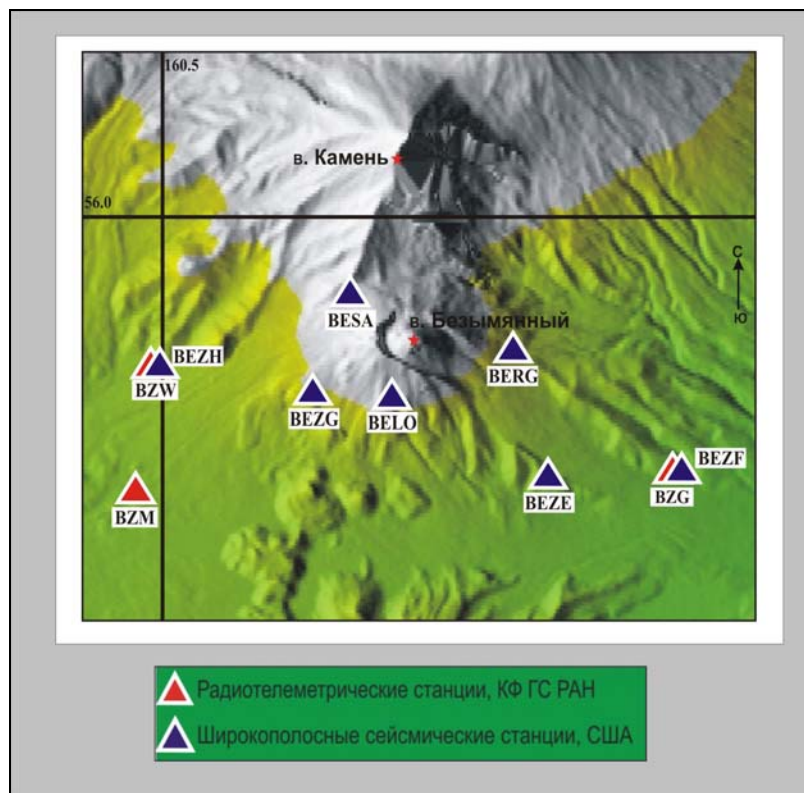 160.5
в. Камень
56.0
С
Ю
BESA
в. Безымянный
BEZH
BZW
BERG
BEZG
BELO
BEZF
BEZE
BZG
BZM
Радиотелеметрические станции, КФ ГС РАН
Широкополосные сейсмические станции, США